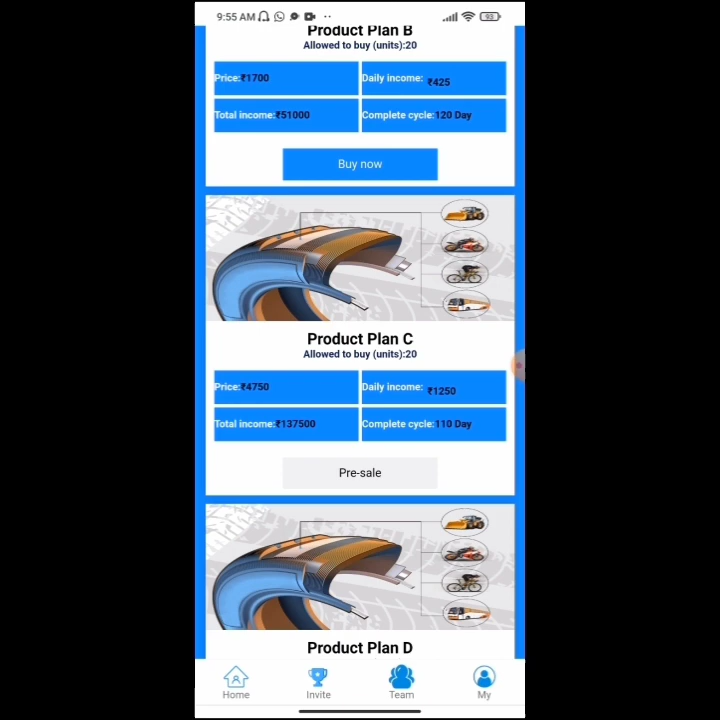 9:55 AM
93
Product Plan B
Allowed to buy (units):20
Price:₹1700 Daily income: ₹425
Total income:₹51000 Complete cycle:120 Day
Buy now
Product Plan C
Allowed to buy (units):20
Price:₹4750 Daily income: ₹1250
Total income:₹137500 Complete cycle:110 Day
Pre-sale
Product Plan D
Home Invite Team My